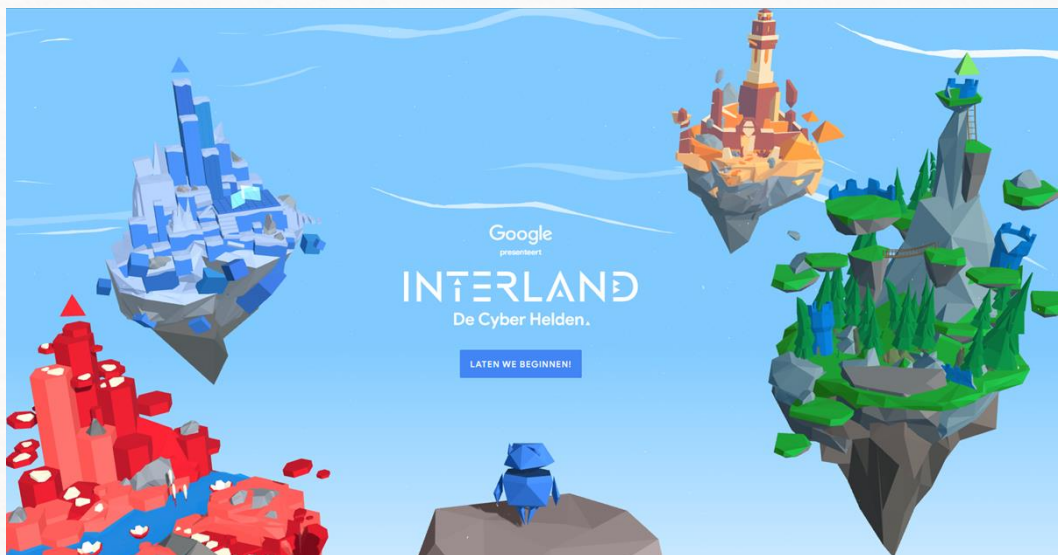 Google
presenteert
INTERLAND
De Cyber Helden.
LATEN WE BEGINNEN!